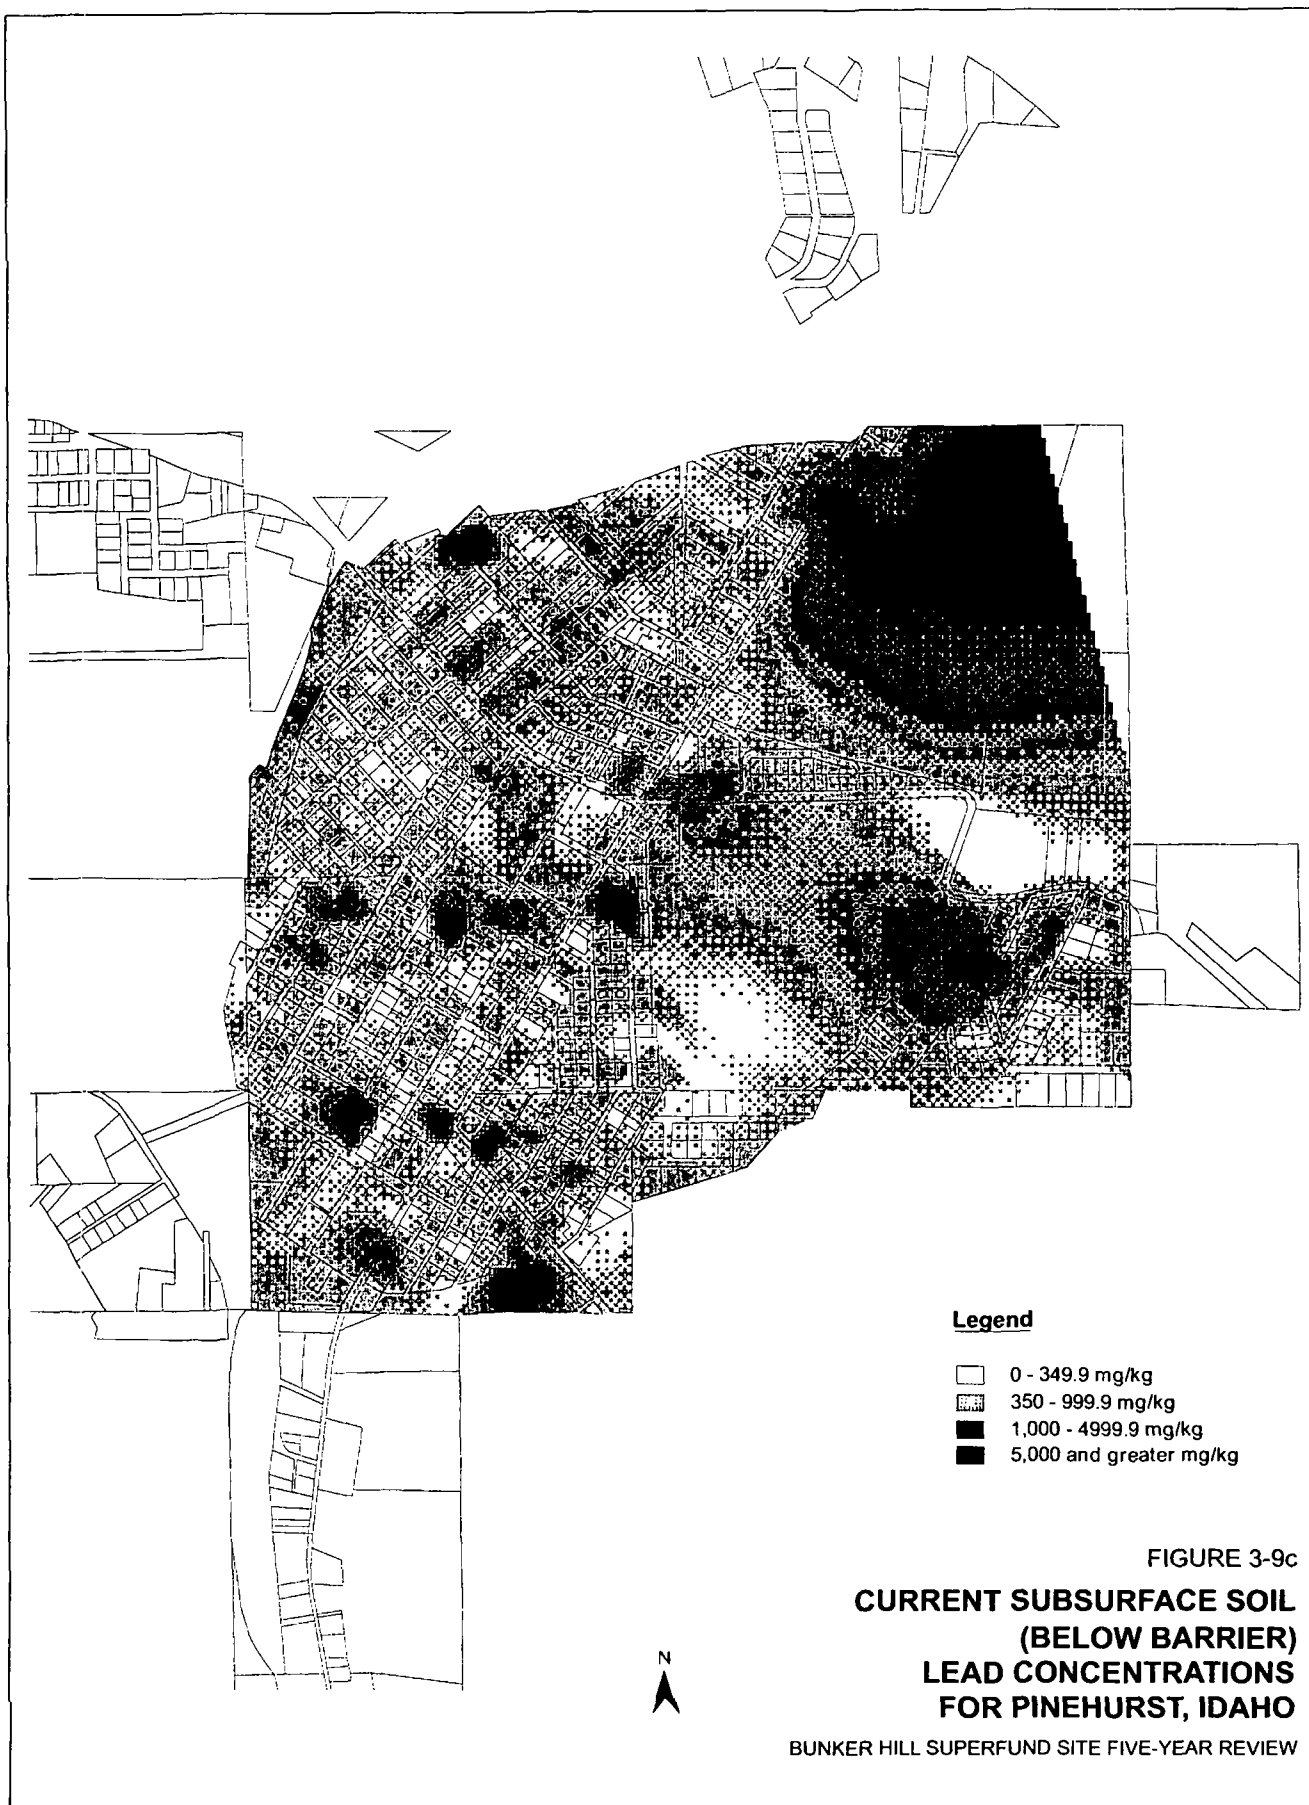 Legend
0 - 349.9 mg/kg
350 - 999.9 mg/kg
1,000 - 4999.9 mg/kg
5,000 and greater mg/kg
FIGURE 3-9c
CURRENT SUBSURFACE SOIL
(BELOW BARRIER)
LEAD CONCENTRATIONS
FOR PINEHURST, IDAHO
N
BUNKER HILL SUPERFUND SITE FIVE-YEAR REVIEW